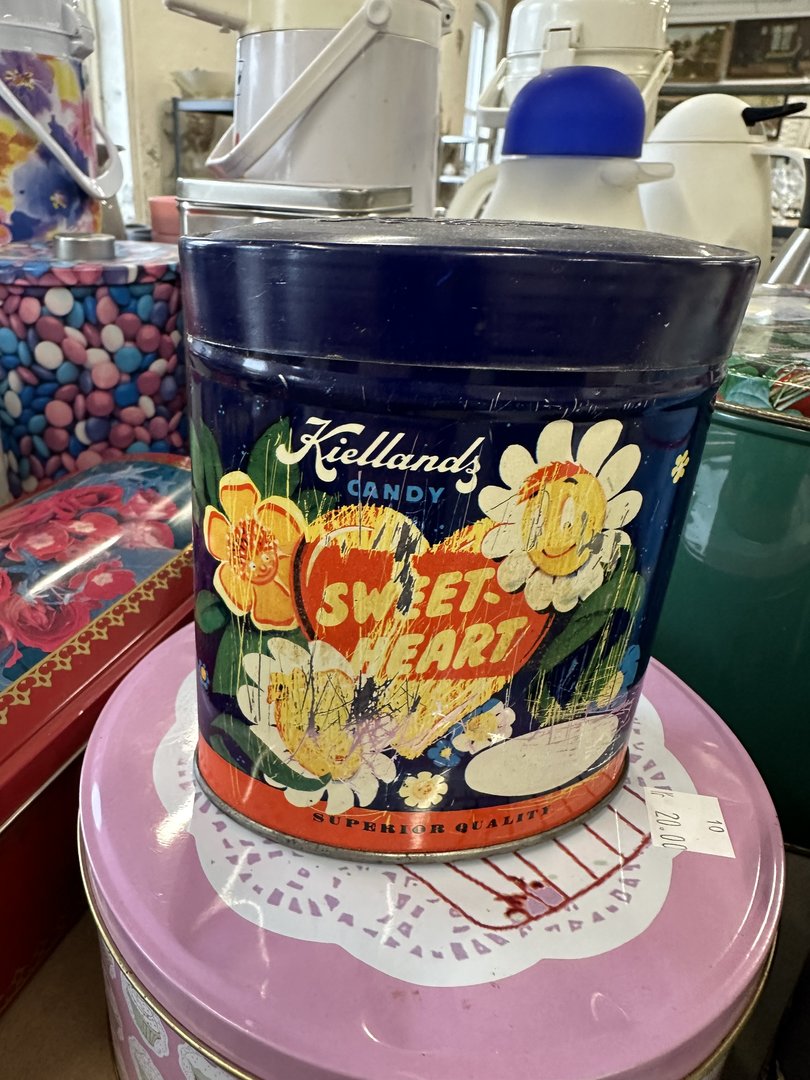 Kiellands
CANDY
SWEET-
HEART
SUPERIOR QUALITY
10
20.00